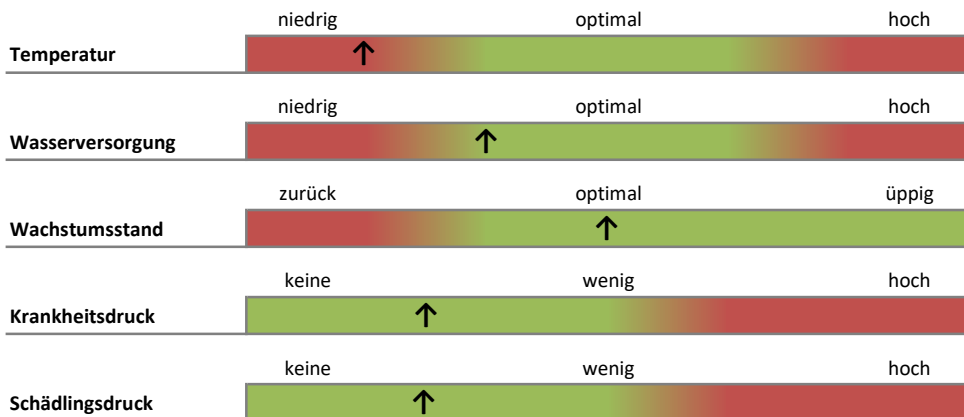 niedrig optimal hoch
Temperatur
niedrig optimal hoch
Wasserversorgung
zurück optimal üppig
Wachstumsstand
keine wenig hoch
Krankheitsdruck
keine wenig hoch
Schädlingsdruck